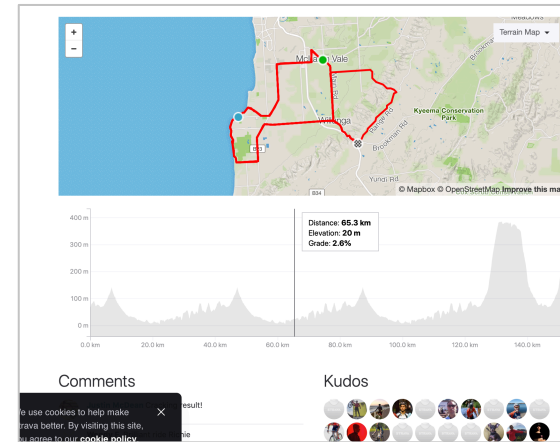 Meadows
+
−
Terrain Map
Brookman
Vale
Kyeema Conservation
Park
Range Rd
Willunga
Brookman Rd
Yundi Rd
B34
© Mapbox © OpenStreetMap Improve this ma
400 m
300 m
200 m
100 m
0 m
Distance: 65.3 km
Elevation: 20 m
Grade: 2.6%
0.0 km
20.0 km
40.0 km
60.0 km
80.0 km
100.0 km
120.0 km
140.0 km
Comments
Kudos
result!
e use cookies to help make
trava better. By visiting this site,
ou agree to our cookie policy